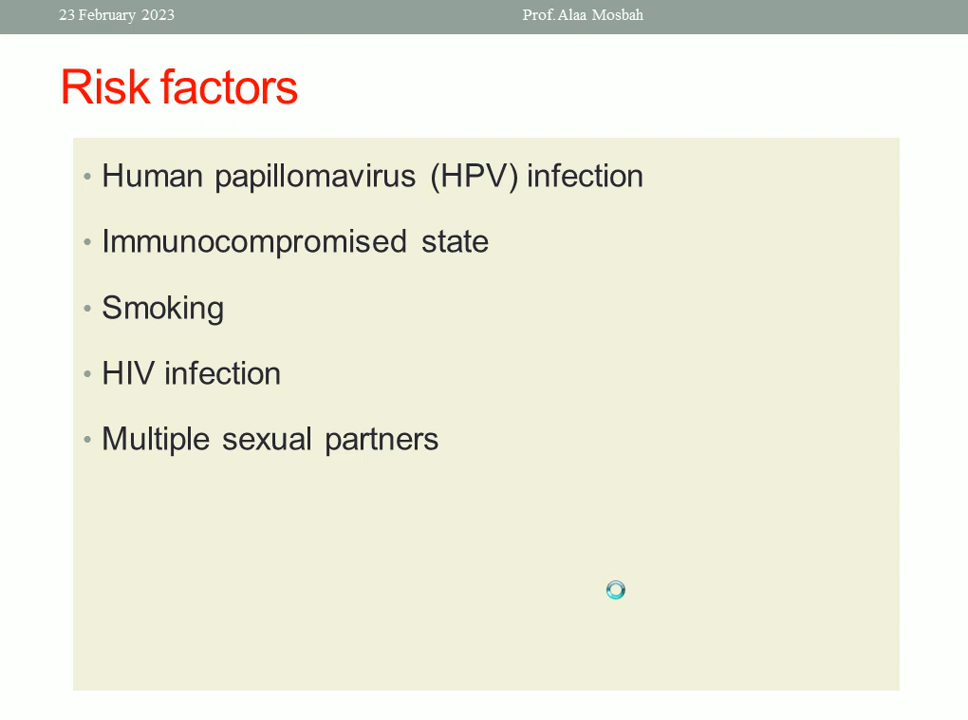 23 February 2023 Prof. Alaa Mosbah
Risk factors
• Human papillomavirus (HPV) infection
• Immunocompromised state
• Smoking
• HIV infection
• Multiple sexual partners